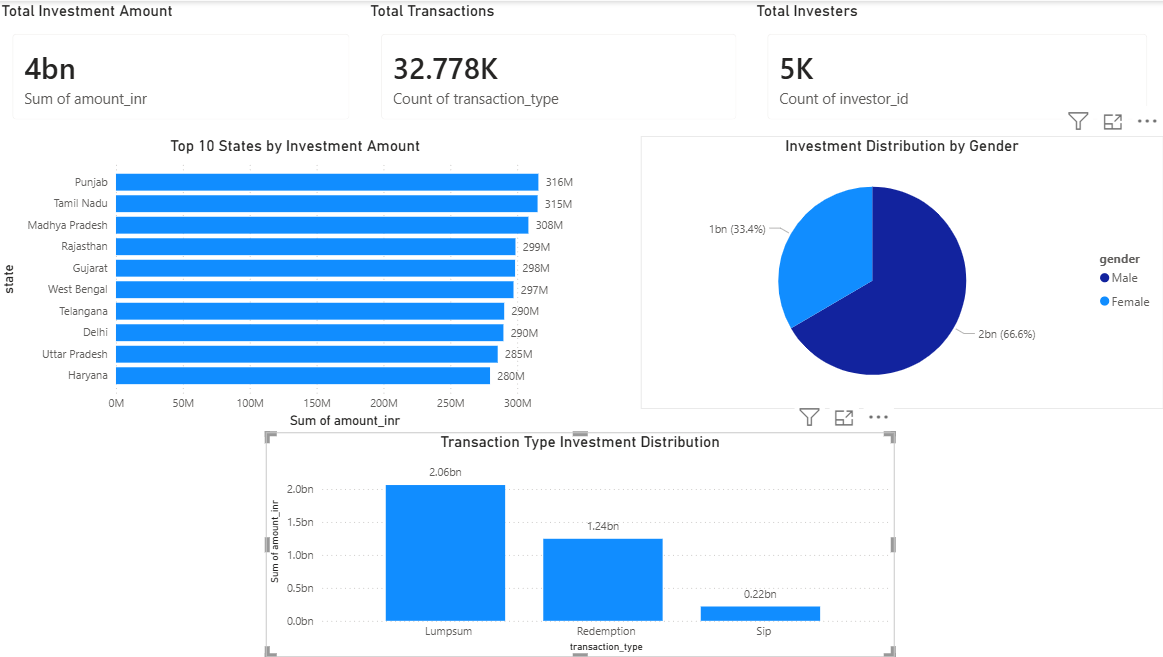 Total Investment Amount
Total Transactions
Total Investers
4bn
Sum of amount_inr
32.778K
Count of transaction_type
5K
Count of investor_id
Top 10 States by Investment Amount
state
Punjab 316M
Tamil Nadu 315M
Madhya Pradesh 308M
Rajasthan 299M
Gujarat 298M
West Bengal 297M
Telangana 290M
Delhi 290M
Uttar Pradesh 285M
Haryana 280M
0M 50M 100M 150M 200M 250M 300M
Sum of amount_inr
Investment Distribution by Gender
1bn (33.4%)
2bn (66.6%)
gender
Male
Female
Transaction Type Investment Distribution
Sum of amount_inr
2.0bn
1.5bn
1.0bn
0.5bn
0.0bn
2.06bn
1.24bn
0.22bn
Lumpsum Redemption Sip
transaction_type